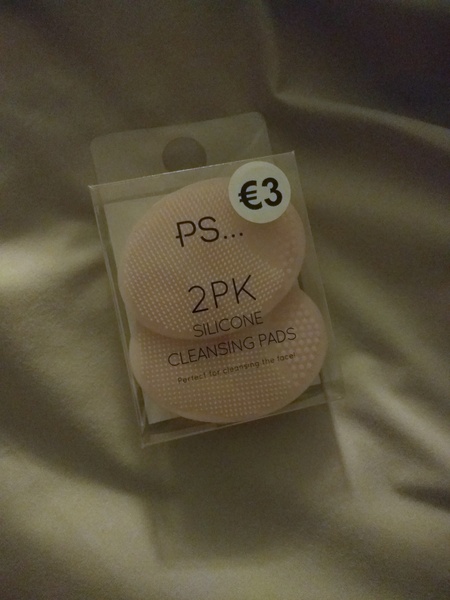 €3
PS...
2PK
SILICONE
CLEANSING PADS
Perfect for cleansing the face